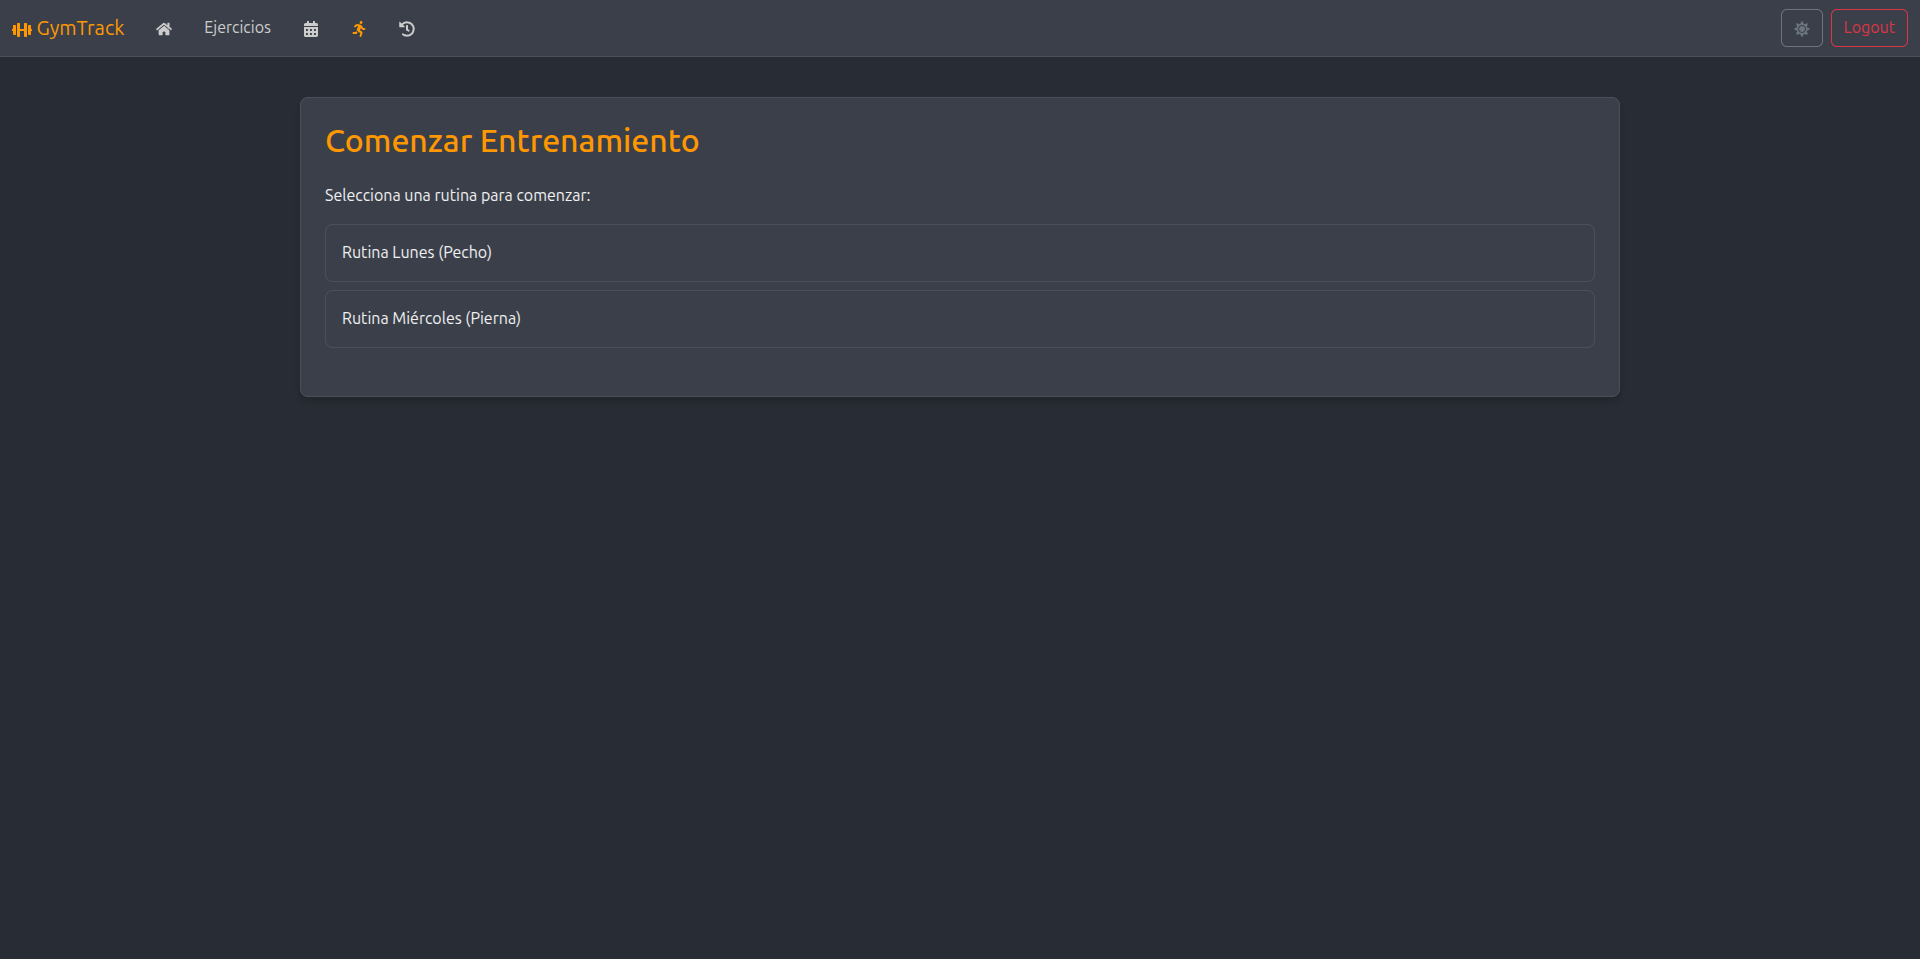 GymTrack
Ejercicios
Logout
Comenzar Entrenamiento
Selecciona una rutina para comenzar:
Rutina Lunes (Pecho)
Rutina Miércoles (Pierna)